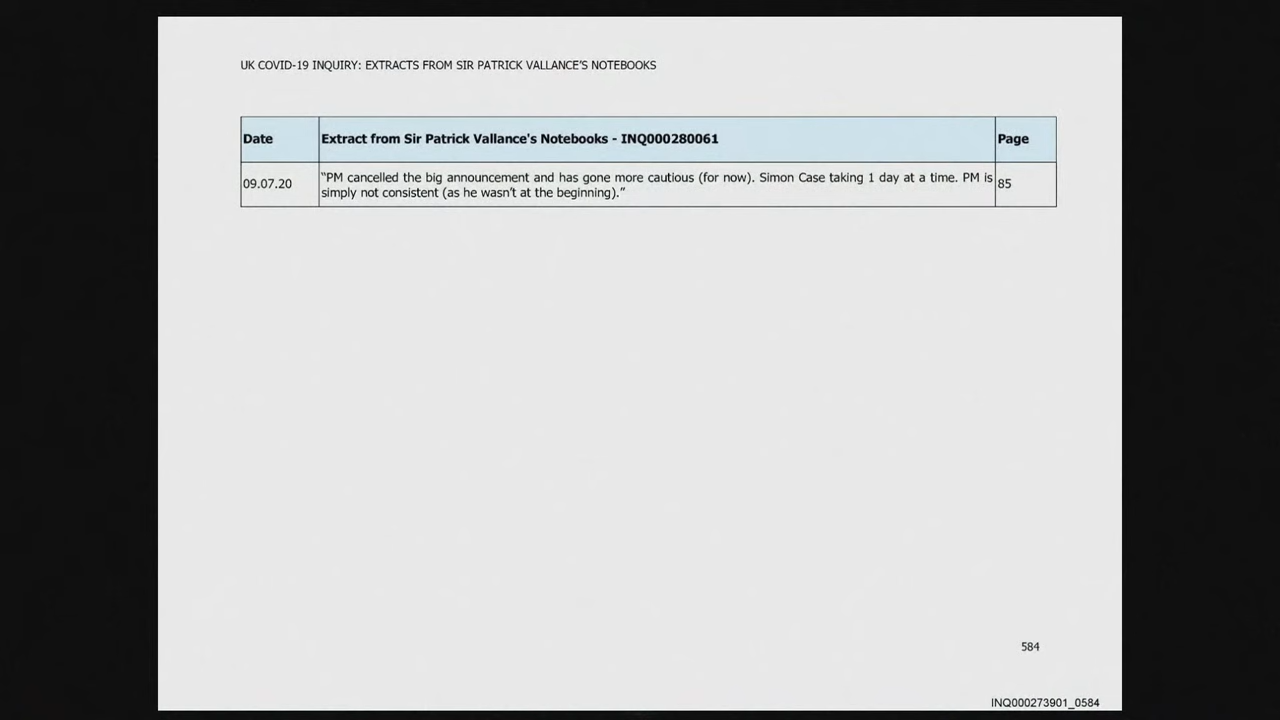 UK COVID-19 INQUIRY: EXTRACTS FROM SIR PATRICK VALLANCE'S NOTEBOOKS
Date Extract from Sir Patrick Vallance's Notebooks - INQ000280061 Page
09.07.20 “PM cancelled the big announcement and has gone more cautious (for now). Simon Case taking 1 day at a time. PM is 85
simply not consistent (as he wasn’t at the beginning).”
584
INQ000273901_0584